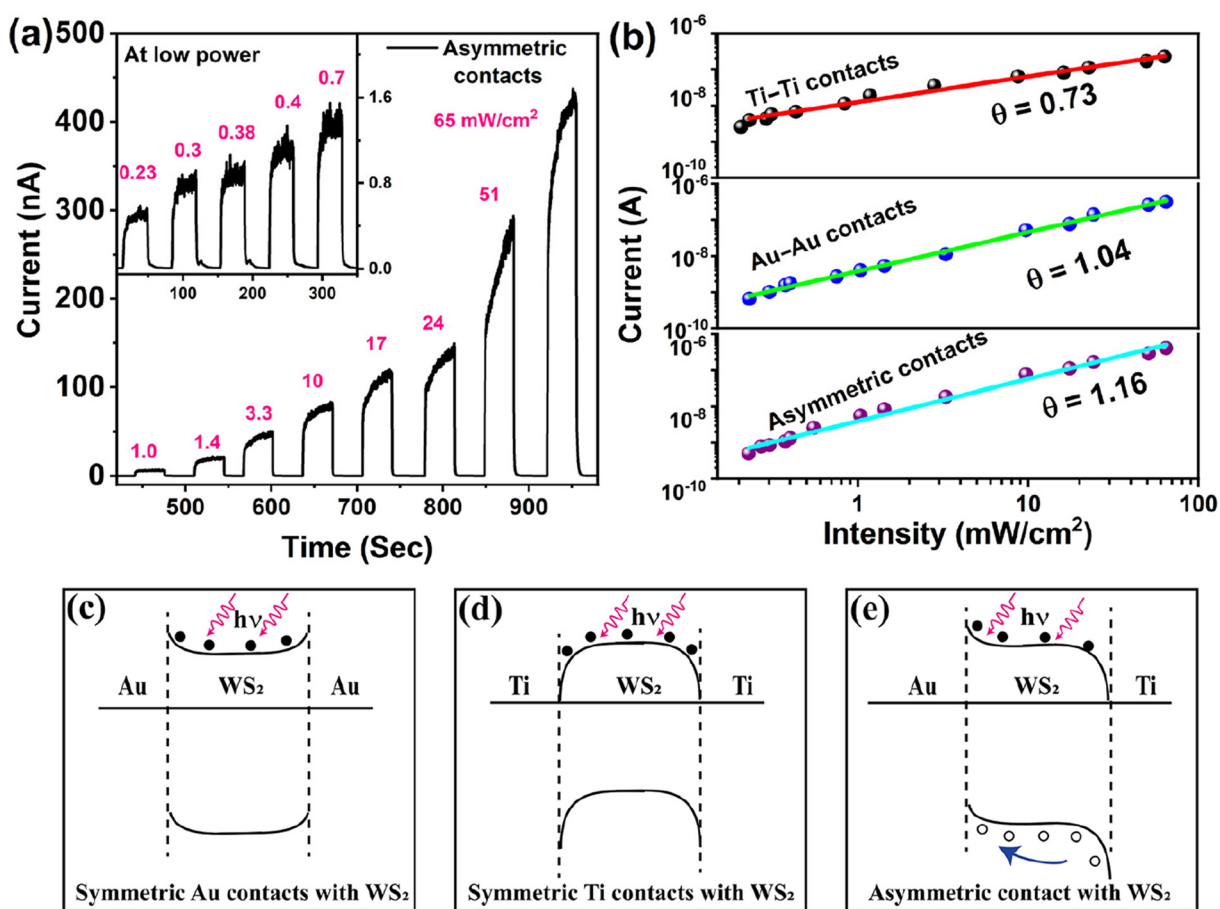 (a)
500
400
300
200
100
0
Current (nA)
500
600
700
800
900
Time (Sec)
At low power
0.23
0.3
0.38
0.4
0.7
1.6
0.8
0.0
100
200
300
Asymmetric
contacts
65 mW/cm²
51
24
17
10
3.3
1.4
1.0
(b)
Current (A)
10⁻⁶
10⁻⁸
10⁻¹⁰
Ti–Ti contacts
θ = 0.73
10⁻⁶
10⁻⁸
10⁻¹⁰
Au–Au contacts
θ = 1.04
10⁻⁶
10⁻⁸
10⁻¹⁰
Asymmetric contacts
θ = 1.16
1
10
100
Intensity (mW/cm²)
(c)
hν
Au WS₂ Au
Symmetric Au contacts with WS₂
(d)
hν
Ti WS₂ Ti
Symmetric Ti contacts with WS₂
(e)
hν
Au WS₂ Ti
Asymmetric contact with WS₂